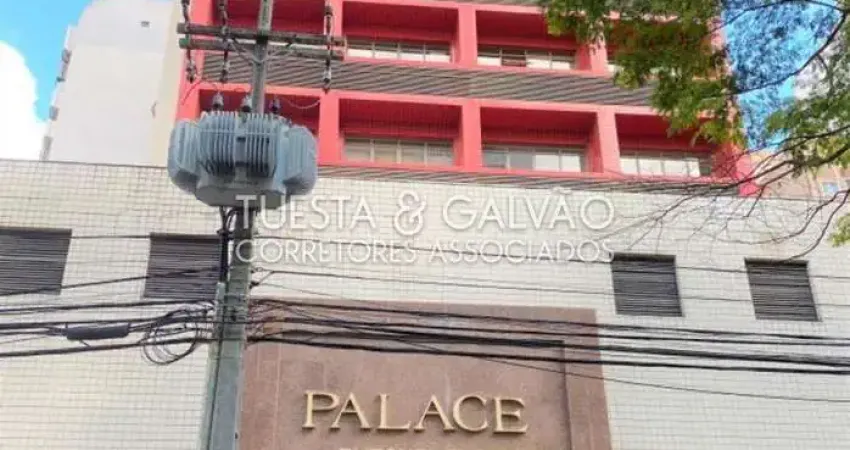 TUESTA & GALVÃO
CORRETORES ASSOCIADOS
PALACE